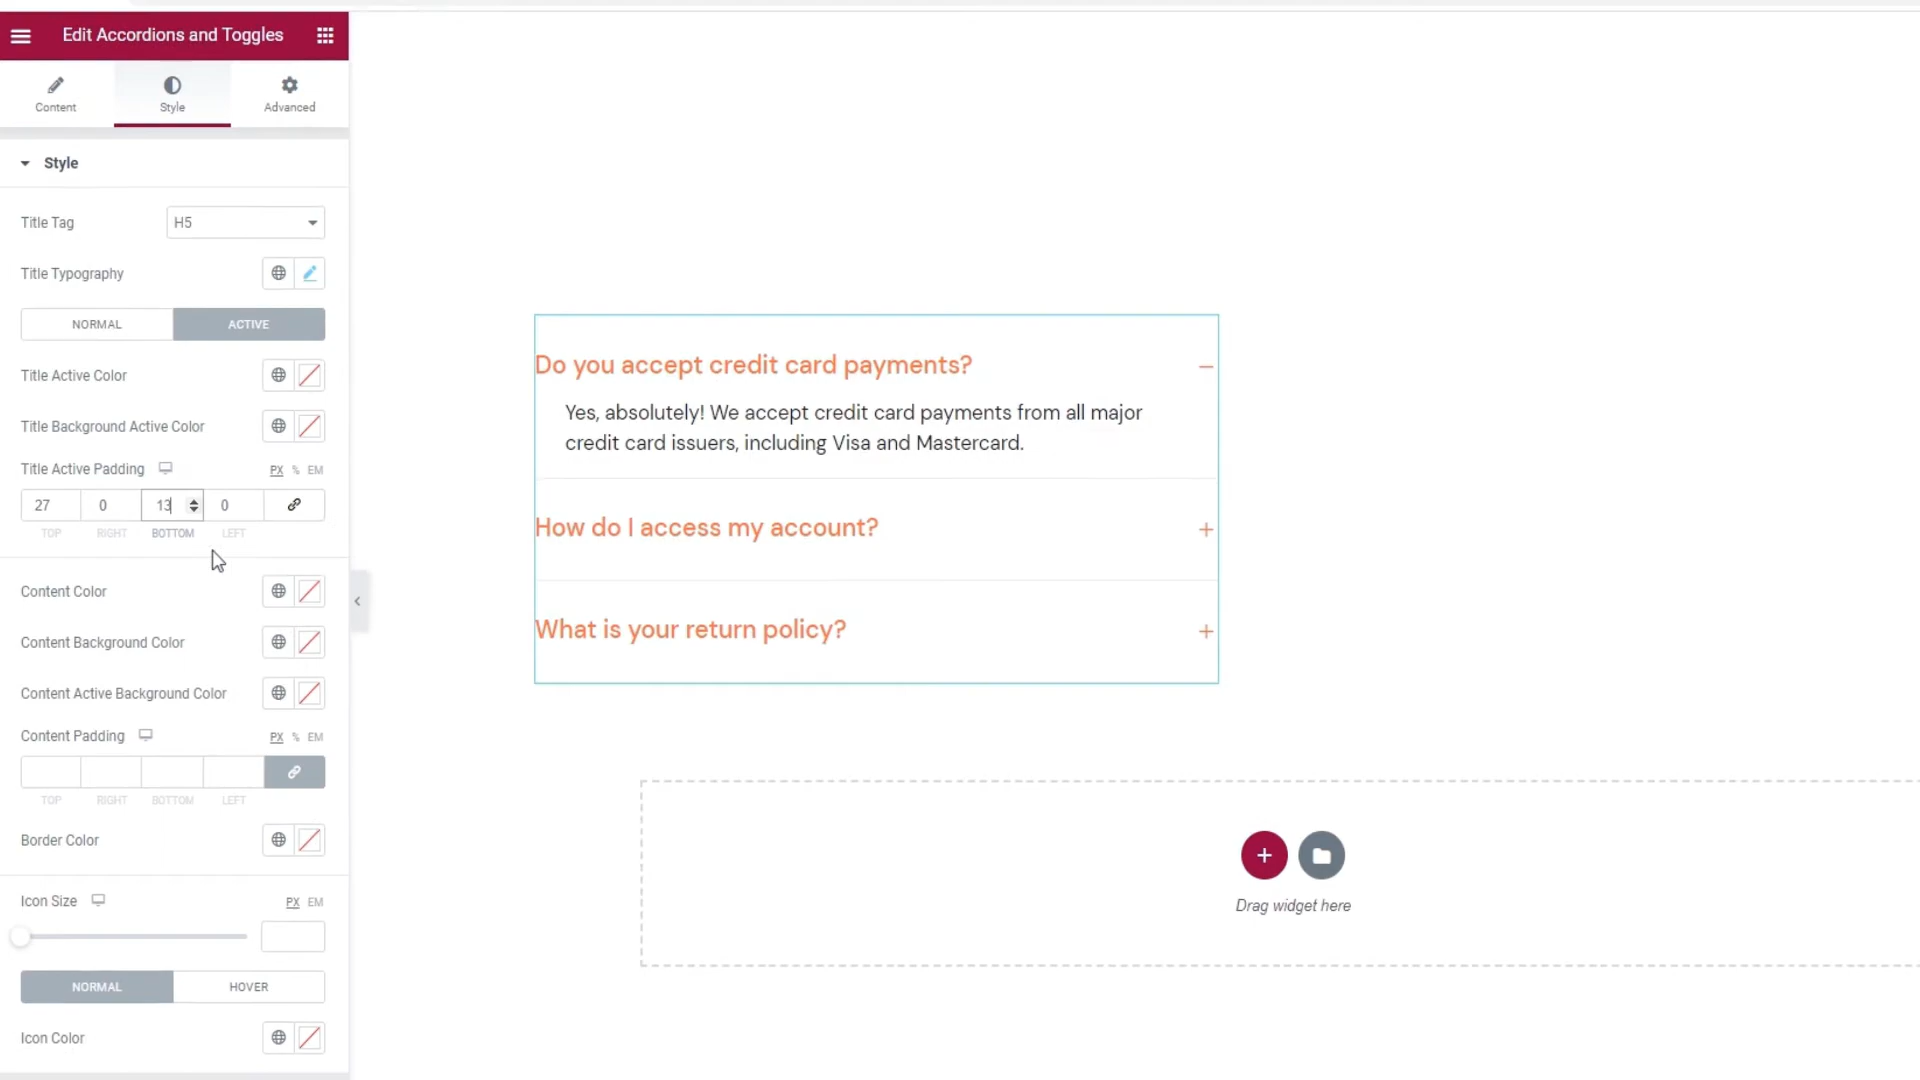 Edit Accordions and Toggles
Content
Style
Advanced
Style
Title Tag
H5
Title Typography
NORMAL
ACTIVE
Title Active Color
Title Background Active Color
Title Active Padding
PX % EM
27
0
13
0
TOP
RIGHT
BOTTOM
LEFT
Content Color
Content Background Color
Content Active Background Color
Content Padding
PX % EM
TOP
RIGHT
BOTTOM
LEFT
Border Color
Icon Size
PX EM
NORMAL
HOVER
Icon Color
Do you accept credit card payments?
Yes, absolutely! We accept credit card payments from all major
credit card issuers, including Visa and Mastercard.
How do I access my account?
What is your return policy?
Drag widget here